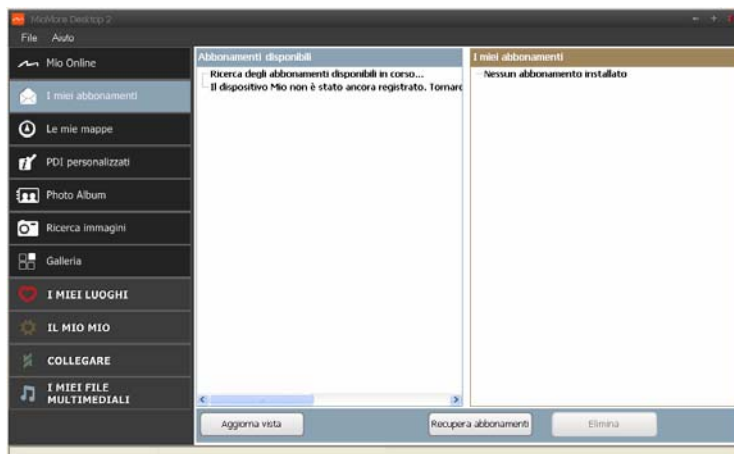 MioMore Desktop 2
File Aiuto
Mio Online
I miei abbonamenti
Le mie mappe
PDI personalizzati
Photo Album
Ricerca immagini
Galleria
I MIEI LUOGHI
IL MIO MIO
COLLEGARE
I MIEI FILE
MULTIMEDIALI
Abbonamenti disponibili
Ricerca degli abbonamenti disponibili in corso...
Il dispositivo Mio non è stato ancora registrato. Tornare
I miei abbonamenti
Nessun abbonamento installato
Aggiorna vista
Recupera abbonamenti
Elimina